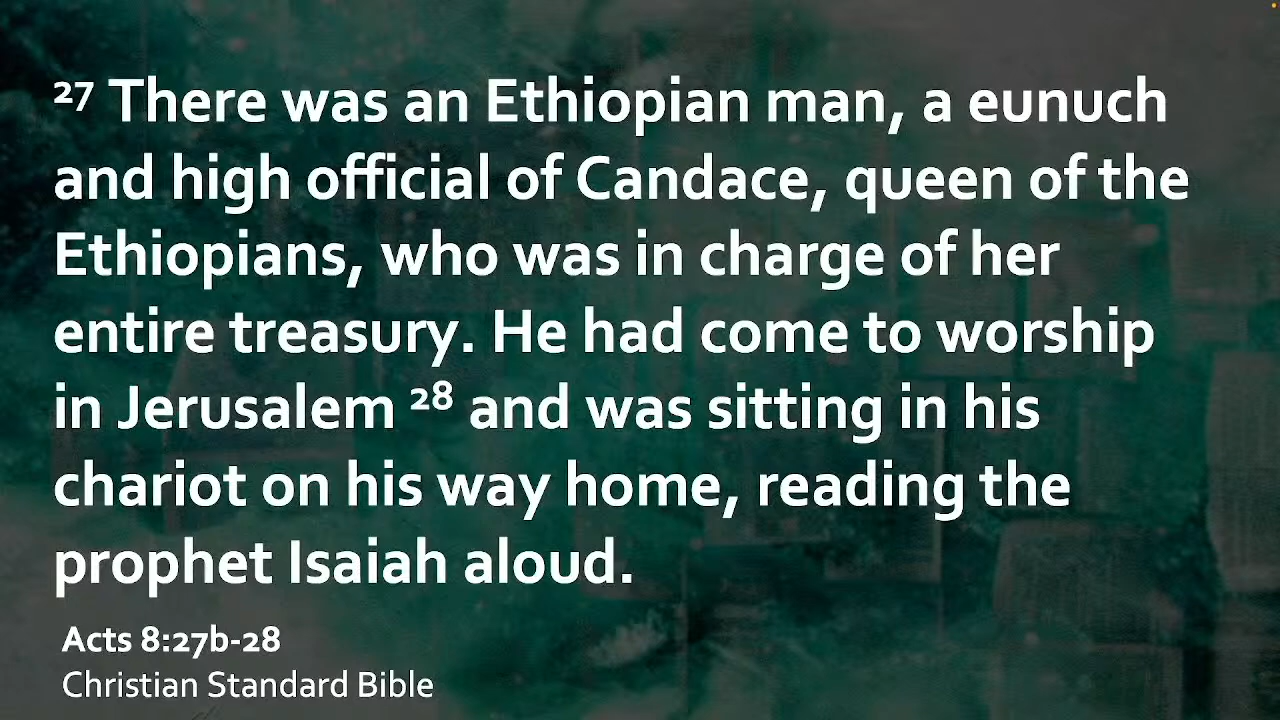 27 There was an Ethiopian man, a eunuch
and high official of Candace, queen of the
Ethiopians, who was in charge of her
entire treasury. He had come to worship
in Jerusalem 28 and was sitting in his
chariot on his way home, reading the
prophet Isaiah aloud.
Acts 8:27b-28
Christian Standard Bible